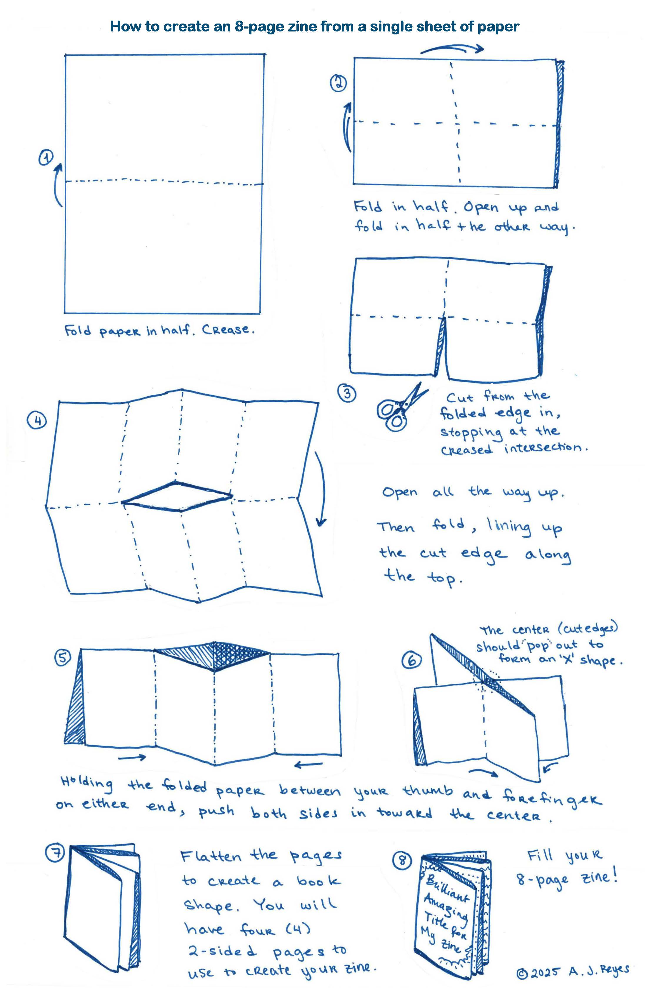 How to create an 8-page zine from a single sheet of paper
1
Fold paper in half. Crease.
2
Fold in half. Open up and
fold in half the other way.
3
Cut from the
folded edge in,
stopping at the
creased intersection.
4
Open all the way up.
Then fold, lining up
the cut edge along
the top.
5
6
The center (cut edges)
should "pop" out to
form an 'X' shape.
Holding the folded paper between your thumb and forefinger
on either end, push both sides in toward the center.
7
Flatten the pages
to create a book
shape. You will
have four (4)
2-sided pages to
use to create your zine.
8
Brilliant
Amazing
Title for
My Zine
Fill your
8-page zine!
©2025 A.J. Reyes